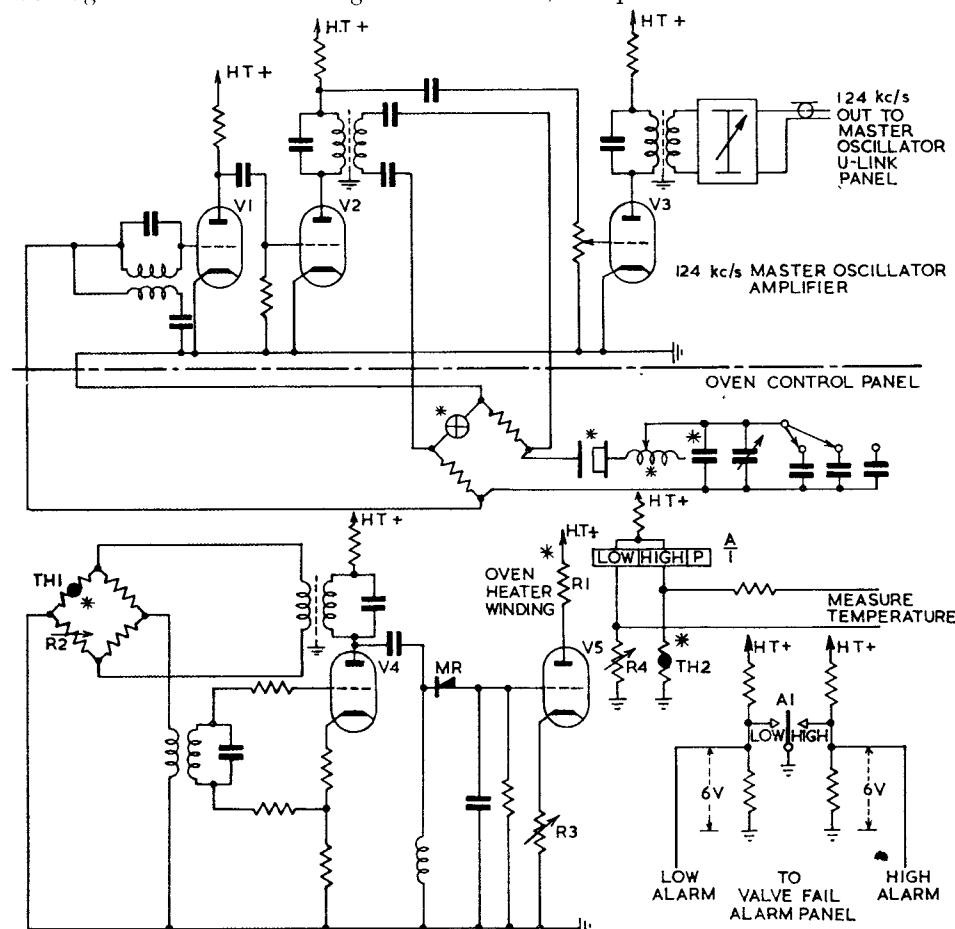 H.T+
HT+
HT+
V1
V2
V3
124 kc/s
OUT TO
MASTER
OSCILLATOR
U-LINK
PANEL
124 kc/s MASTER OSCILLATOR
AMPLIFIER
OVEN CONTROL PANEL
*
*
*
*
HT+
HT+
H.T+
LOW HIGH P
A
1
TH1
*
R2
OVEN
HEATER
WINDING
*
R1
MEASURE
TEMPERATURE
V4
MR
V5
R4
*
TH2
HT+
HT+
A1
LOW HIGH
6V
6V
R3
LOW
ALARM
TO
VALVE FAIL
ALARM PANEL
HIGH
ALARM